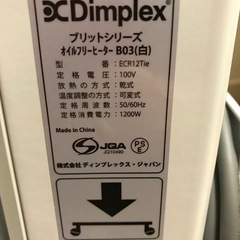 Dimplex®
ブリットシリーズ
オイルフリーヒーター B03(白)
型番：ECR12Tie
定格電圧：100V
放熱の方式：乾式
温度調整の方式：可変式
定格周波数：50/60Hz
定格消費電力：1200W
Made in China
JQA
JQ10490
PS
E
株式会社ディンプレックス・ジャパン